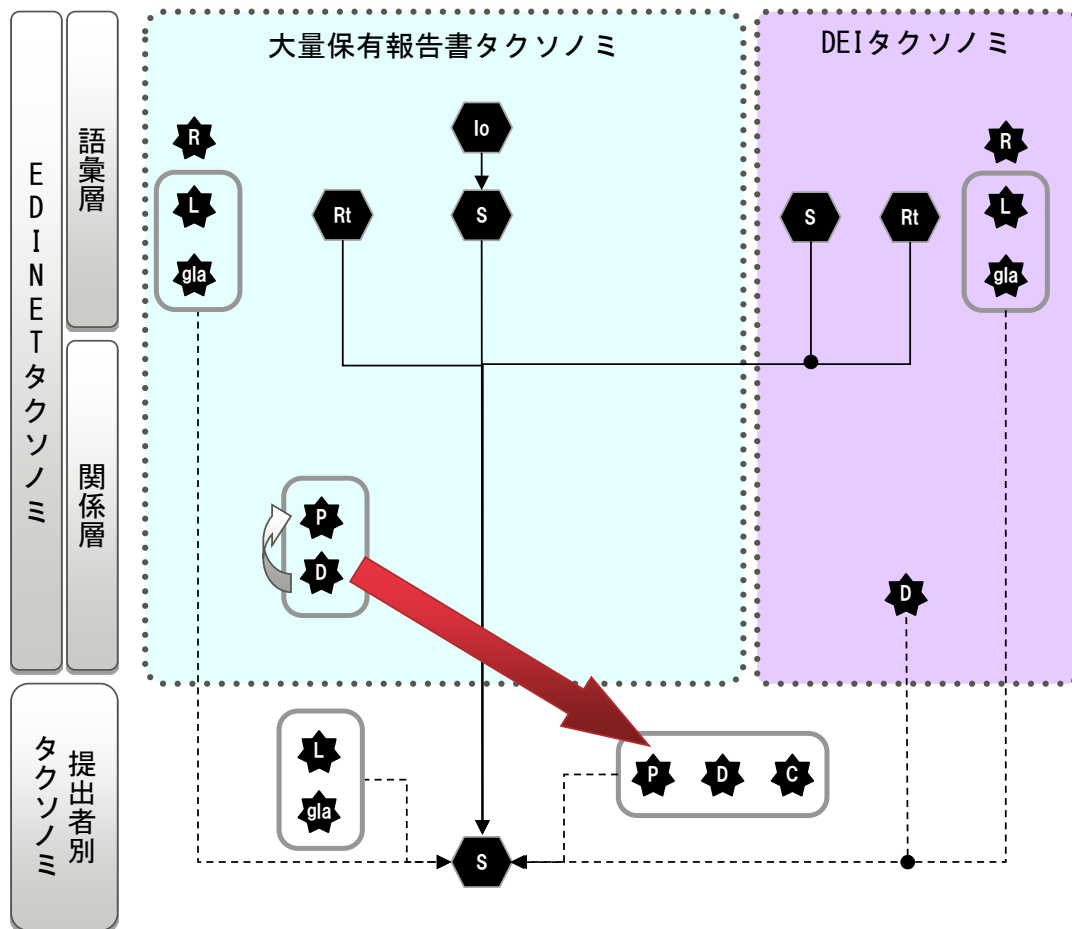 大量保有報告書タクソノミ
DEIタクソノミ
EDINETタクソノミ
語彙層
関係層
提出者別
タクソノミ
R
L
gla
Io
Rt
S
S
Rt
R
L
gla
P
D
D
L
gla
P D C
S